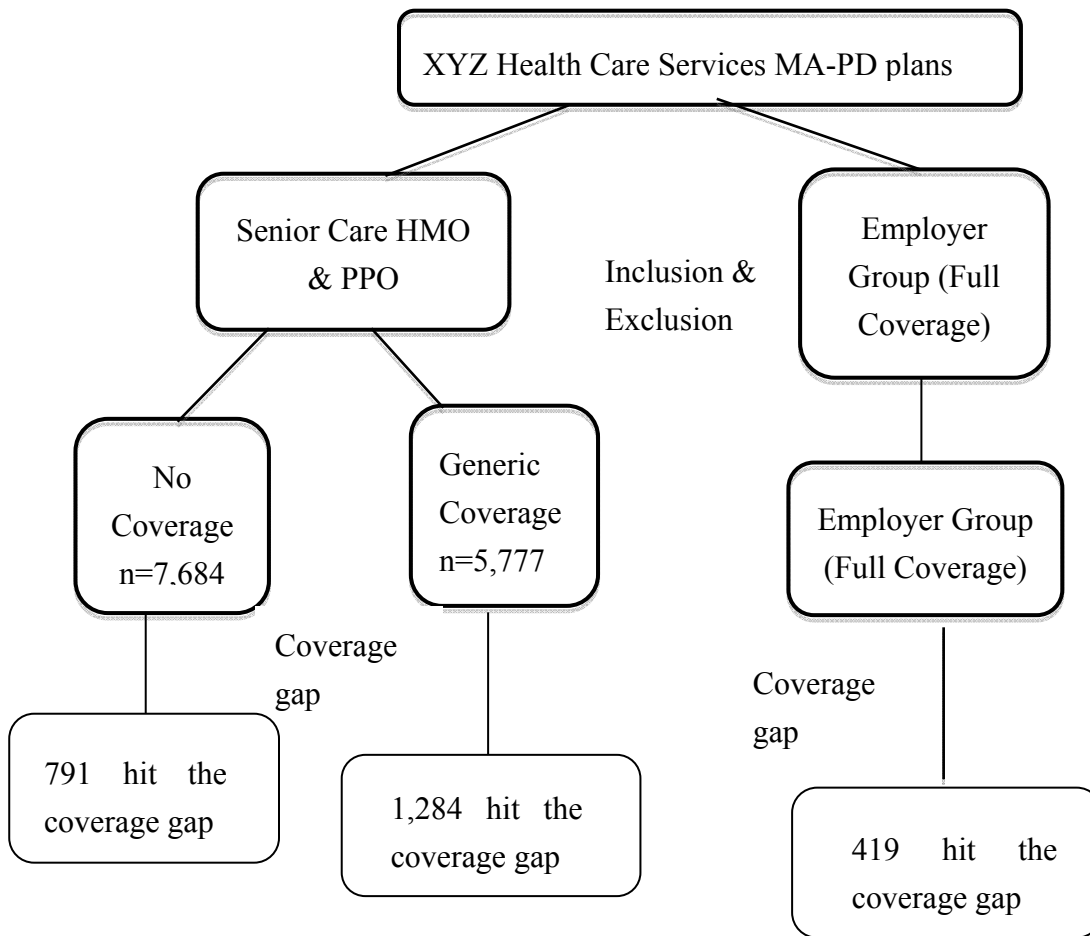 XYZ Health Care Services MA-PD plans
Senior Care HMO
& PPO
Inclusion &
Exclusion
Employer
Group (Full
Coverage)
No
Coverage
n=7,684
Generic
Coverage
n=5,777
Employer Group
(Full Coverage)
Coverage
gap
Coverage
gap
791 hit the
coverage gap
1,284 hit the
coverage gap
419 hit the
coverage gap